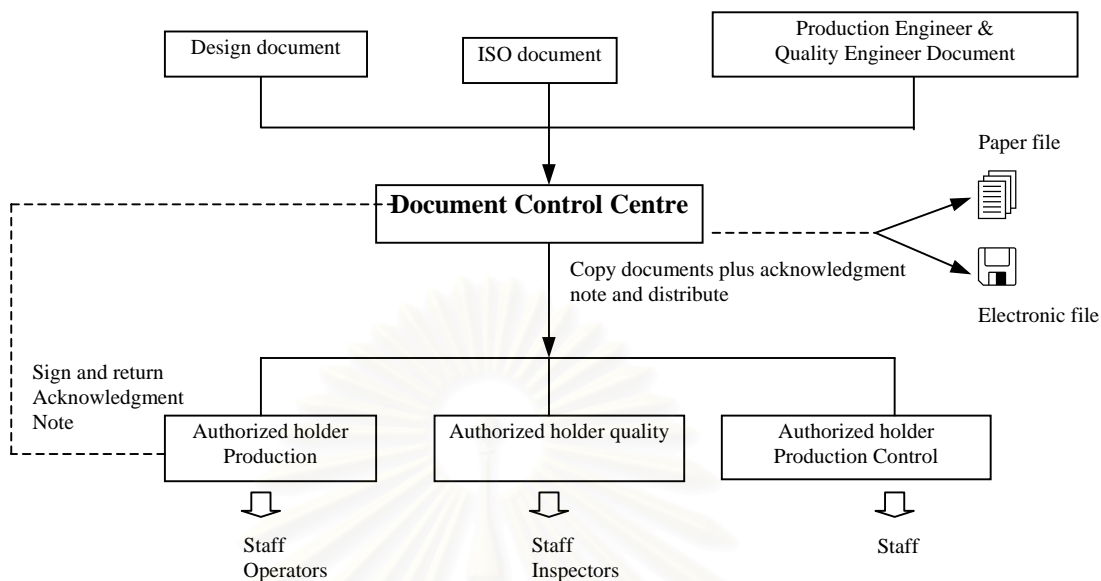 Design document
ISO document
Production Engineer &
Quality Engineer Document
Paper file
Document Control Centre
Copy documents plus acknowledgment
note and distribute
Electronic file
Sign and return
Acknowledgment
Note
Authorized holder
Production
Authorized holder quality
Authorized holder
Production Control
Staff
Operators
Staff
Inspectors
Staff